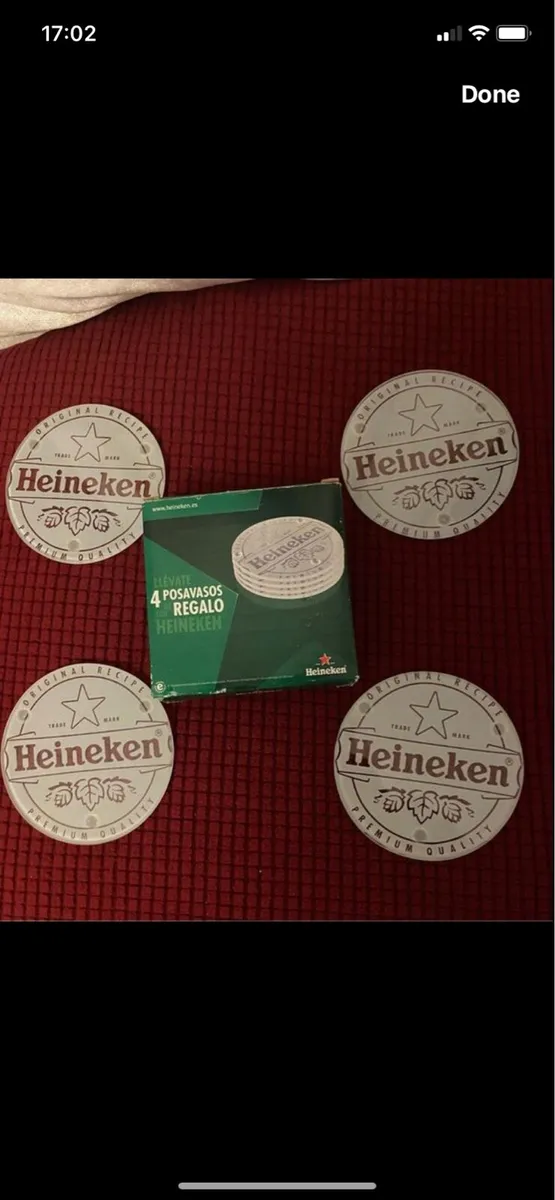 17:02
Done
ORIGINAL RECIPE
TRADE MARK
Heineken®
PREMIUM QUALITY
ORIGINAL RECIPE
TRADE MARK
Heineken®
PREMIUM QUALITY
www.heineken.es
Heineken
LLÉVATE
4 POSAVASOS
REGALO
HEINEKEN
Heineken
ORIGINAL RECIPE
TRADE MARK
Heineken®
PREMIUM QUALITY
ORIGINAL RECIPE
TRADE MARK
Heineken®
PREMIUM QUALITY